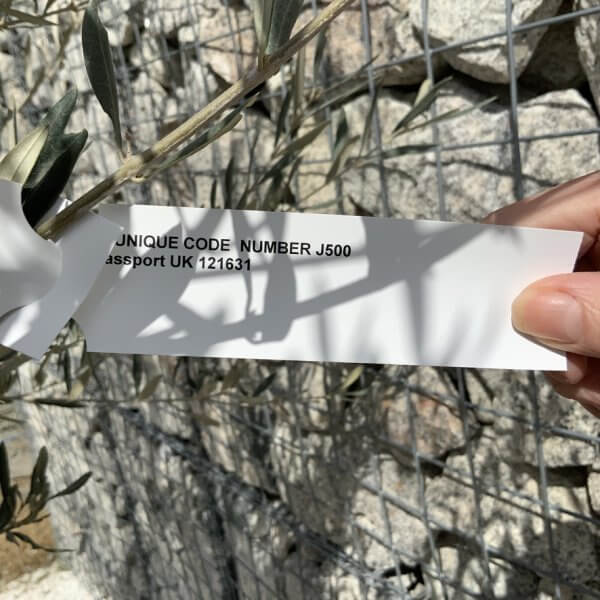 UNIQUE CODE NUMBER J500
assport UK 121631